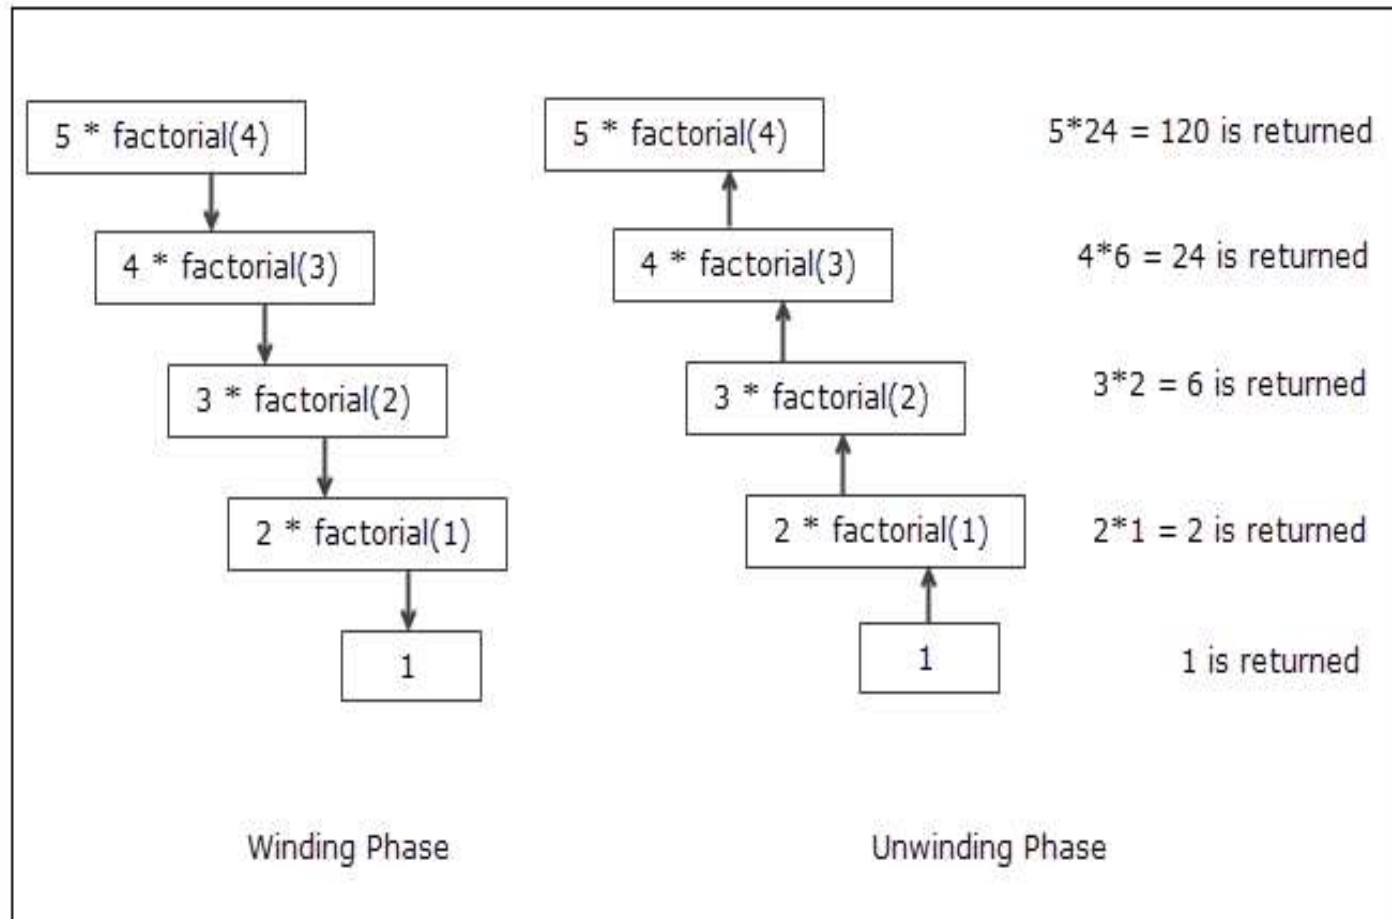 5 * factorial(4)
4 * factorial(3)
3 * factorial(2)
2 * factorial(1)
1
Winding Phase
5 * factorial(4)
4 * factorial(3)
3 * factorial(2)
2 * factorial(1)
1
Unwinding Phase
5*24 = 120 is returned
4*6 = 24 is returned
3*2 = 6 is returned
2*1 = 2 is returned
1 is returned